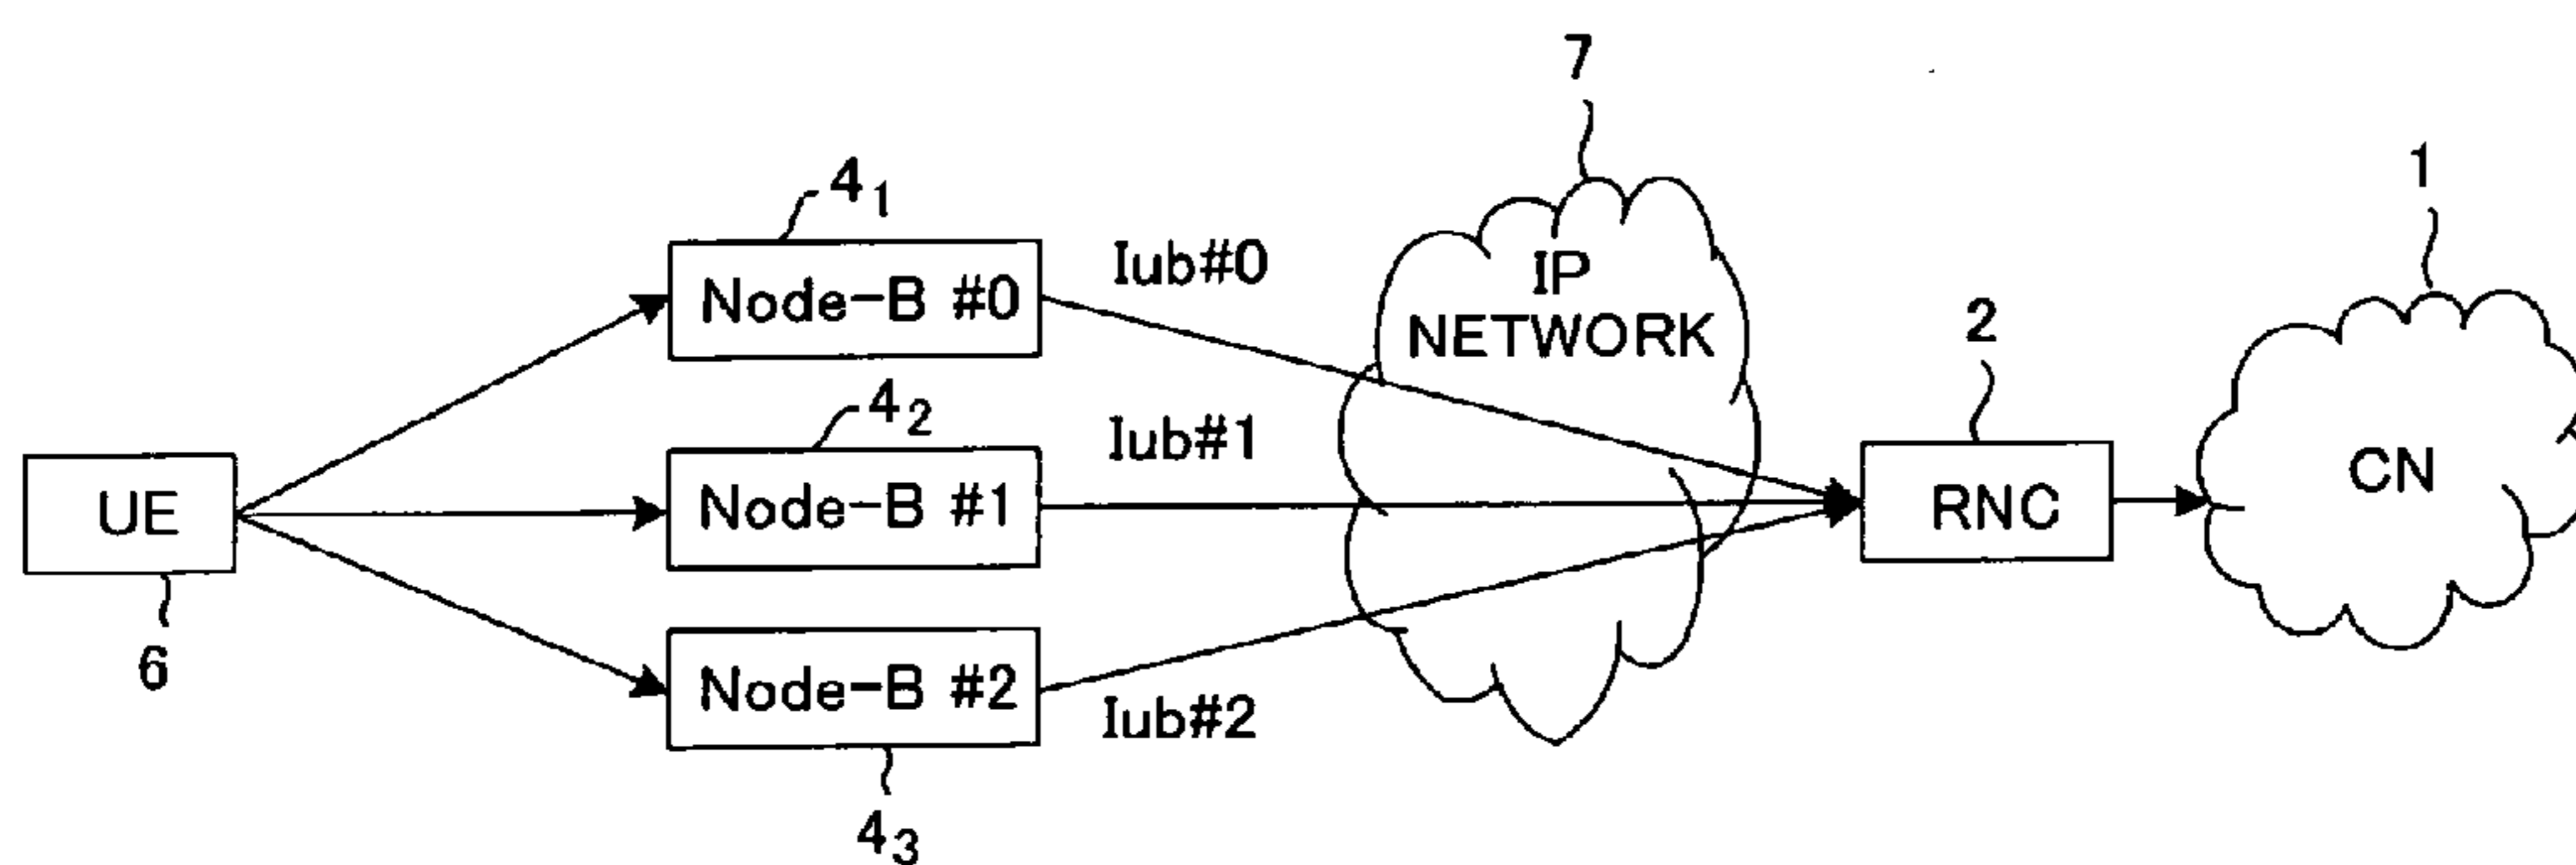 7
1
4₁
Node-B #0
Iub#0
IP
NETWORK
2
4₂
Node-B #1
Iub#1
UE
RNC
CN
6
Node-B #2
Iub#2
4₃